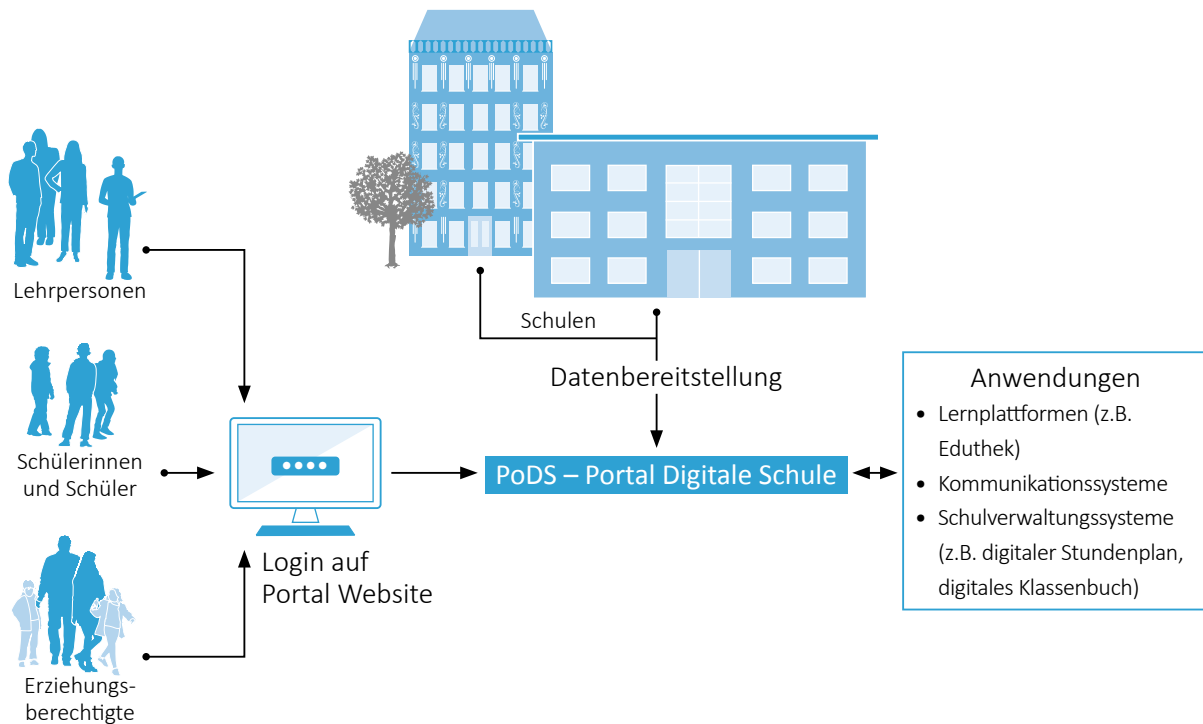 Lehrpersonen
Schülerinnen
und Schüler
Erziehungs-
berechtigte
Login auf
Portal Website
Schulen
Datenbereitstellung
PoDS – Portal Digitale Schule
Anwendungen
• Lernplattformen (z.B.
Eduthek)
• Kommunikationssysteme
• Schulverwaltungssysteme
(z.B. digitaler Stundenplan,
digitales Klassenbuch)